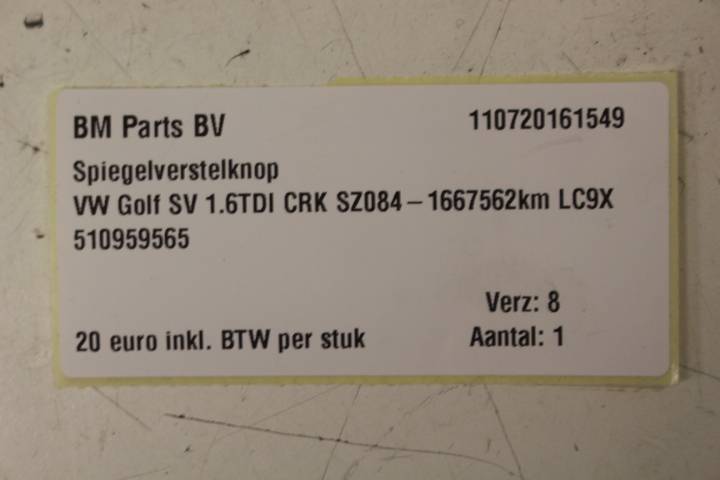 BM Parts BV 110720161549
Spiegelverstelknop
VW Golf SV 1.6TDI CRK SZ084–1667562km LC9X
510959565
Verz: 8
20 euro inkl. BTW per stuk Aantal: 1